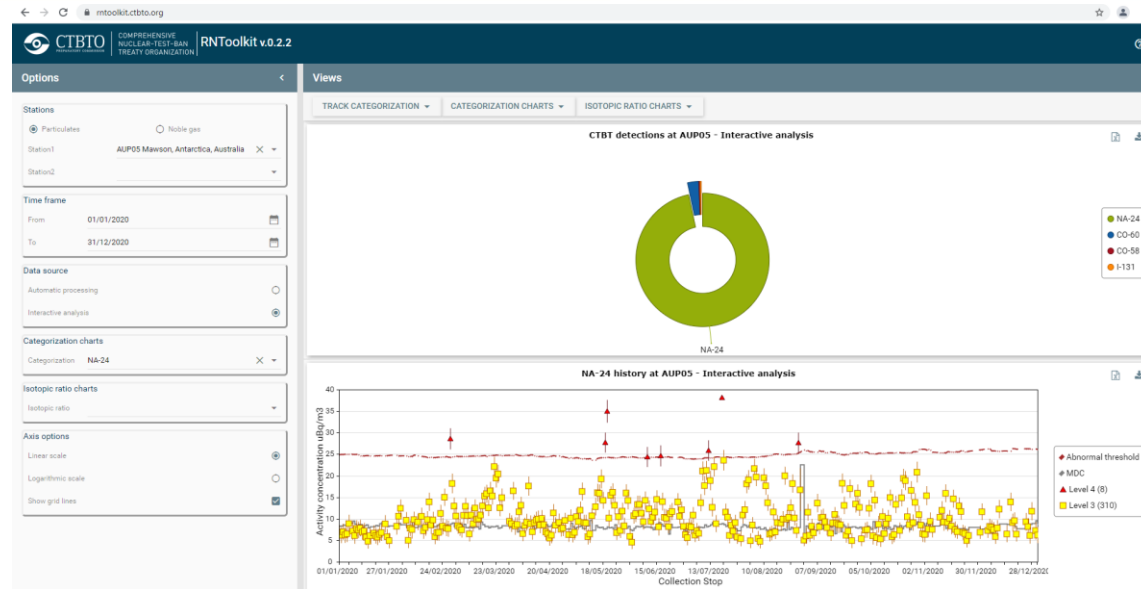 rntoolkit.ctbto.org
CTBTO
COMPREHENSIVE
NUCLEAR-TEST-BAN
TREATY ORGANIZATION
RNToolkit v.0.2.2
Options
Views
TRACK CATEGORIZATION
CATEGORIZATION CHARTS
ISOTOPIC RATIO CHARTS
Stations
Particulates
Noble gas
Station1
AUP05 Mawson, Antarctica, Australia
Station2
Time frame
From
01/01/2020
To
31/12/2020
Data source
Automatic processing
Interactive analysis
Categorization charts
Categorization
NA-24
Isotopic ratio charts
Isotopic ratio
Axis options
Linear scale
Logarithmic scale
Show grid lines
CTBT detections at AUP05 - Interactive analysis
NA-24
CO-60
CO-58
I-131
NA-24
NA-24 history at AUP05 - Interactive analysis
Activity concentration uBq/m3
40
35
30
25
20
15
10
5
0
01/01/2020 27/01/2020 24/02/2020 23/03/2020 20/04/2020 18/05/2020 15/06/2020 13/07/2020 10/08/2020 07/09/2020 05/10/2020 02/11/2020 30/11/2020 28/12/202
Collection Stop
Abnormal threshold
MDC
Level 4 (8)
Level 3 (310)